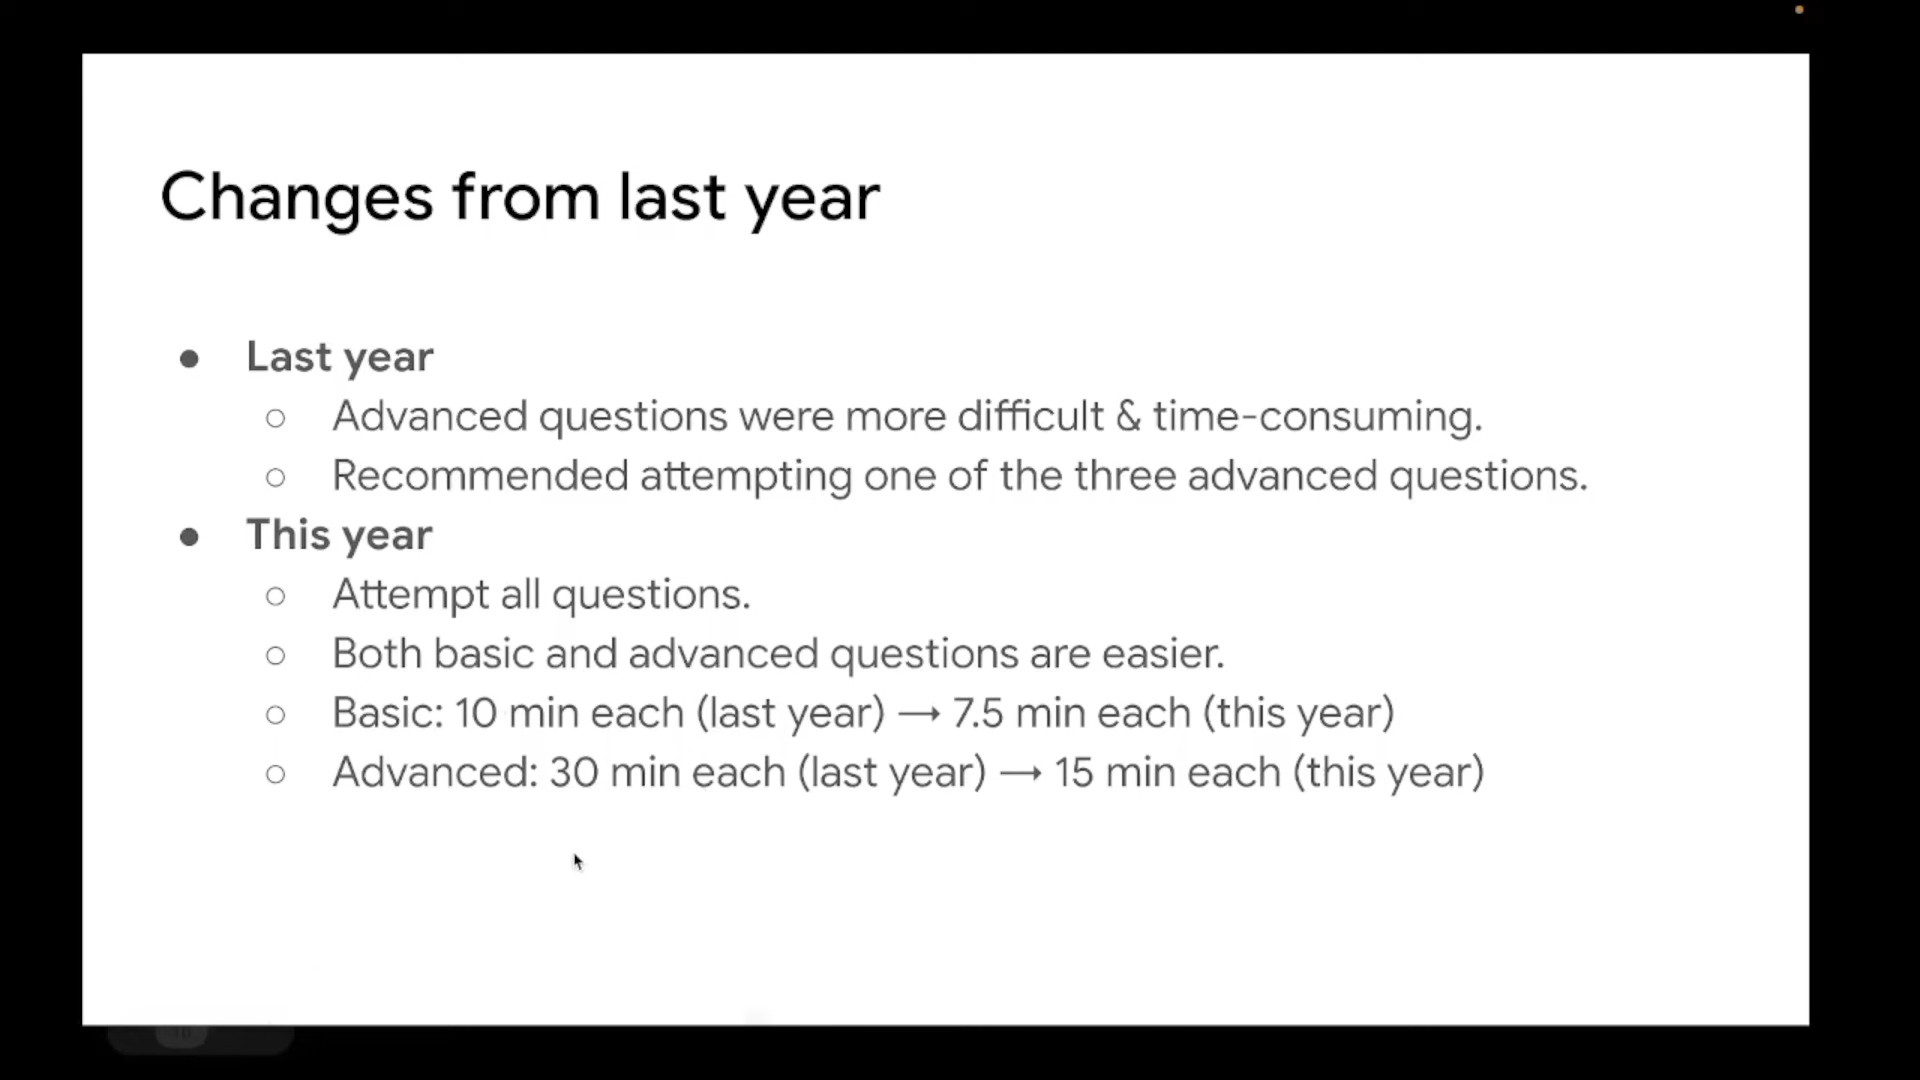 Changes from last year
● Last year
○ Advanced questions were more difficult & time-consuming.
○ Recommended attempting one of the three advanced questions.
● This year
○ Attempt all questions.
○ Both basic and advanced questions are easier.
○ Basic: 10 min each (last year) → 7.5 min each (this year)
○ Advanced: 30 min each (last year) → 15 min each (this year)